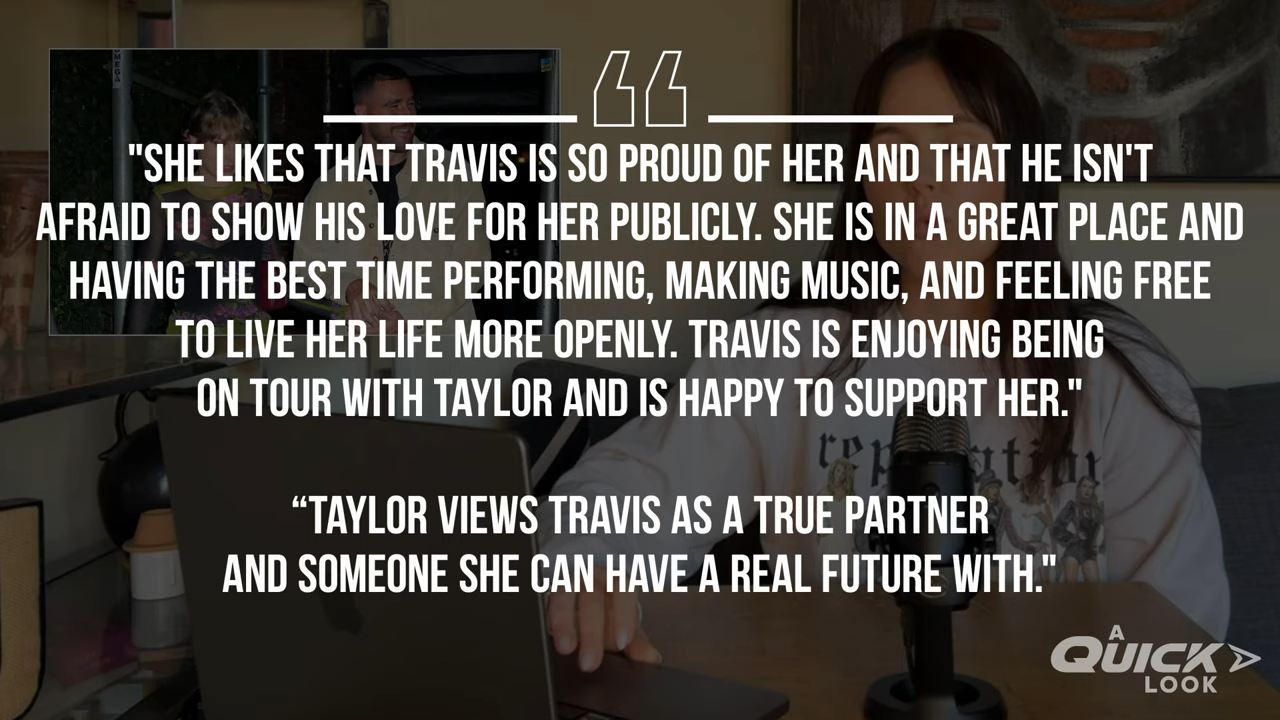 OMEGA
"SHE LIKES THAT TRAVIS IS SO PROUD OF HER AND THAT HE ISN'T
AFRAID TO SHOW HIS LOVE FOR HER PUBLICLY. SHE IS IN A GREAT PLACE AND
HAVING THE BEST TIME PERFORMING, MAKING MUSIC, AND FEELING FREE
TO LIVE HER LIFE MORE OPENLY. TRAVIS IS ENJOYING BEING
ON TOUR WITH TAYLOR AND IS HAPPY TO SUPPORT HER."
“TAYLOR VIEWS TRAVIS AS A TRUE PARTNER
AND SOMEONE SHE CAN HAVE A REAL FUTURE WITH."
reputation
A
QUICK
LOOK